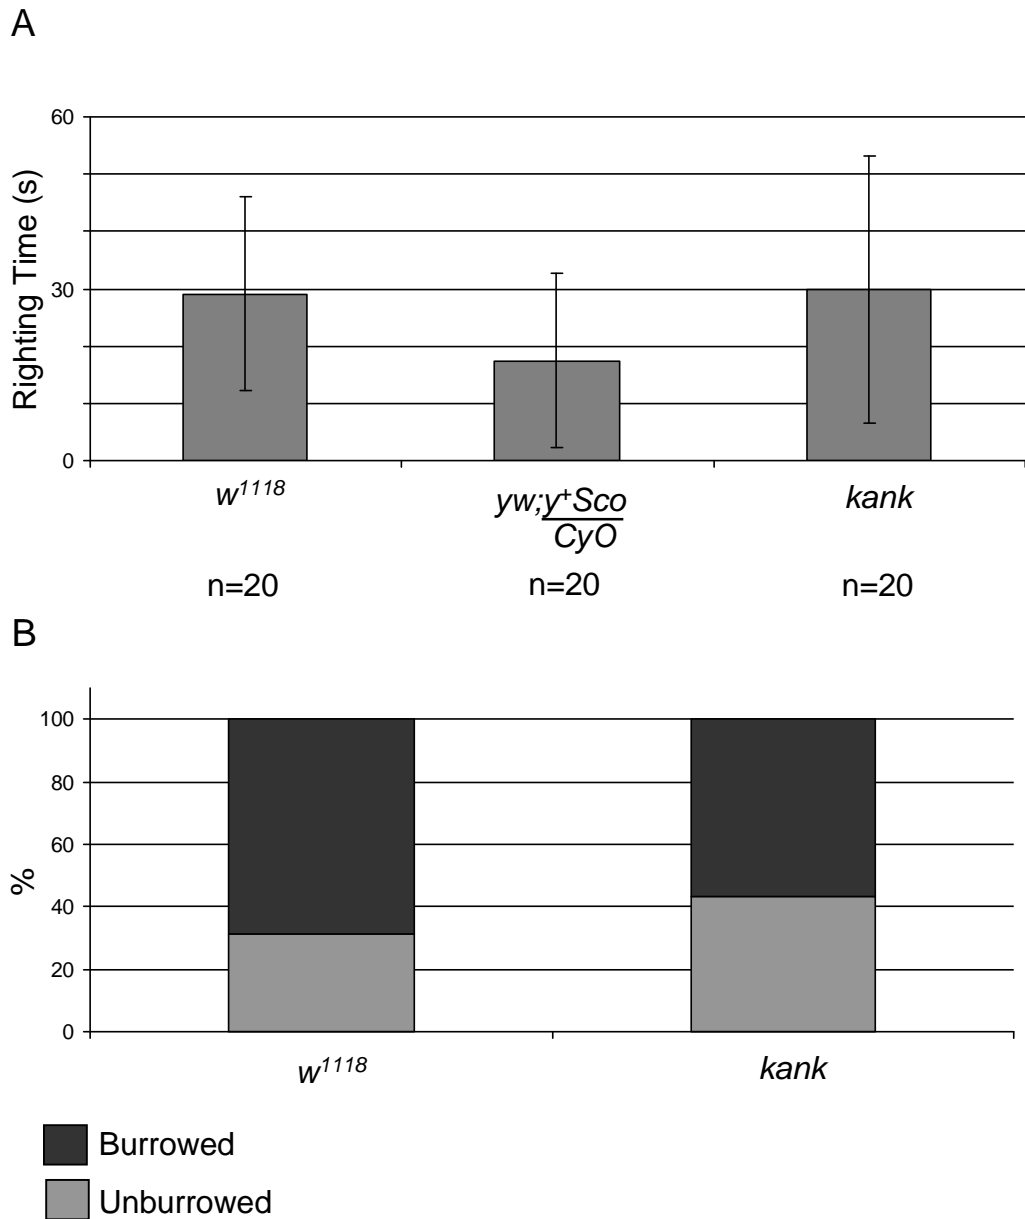 A
Righting Time (s)
60
30
0
w¹¹¹⁸
yw;y⁺Sco
CyO
kank
n=20
n=20
n=20
B
%
100
80
60
40
20
0
w¹¹¹⁸
kank
Burrowed
Unburrowed